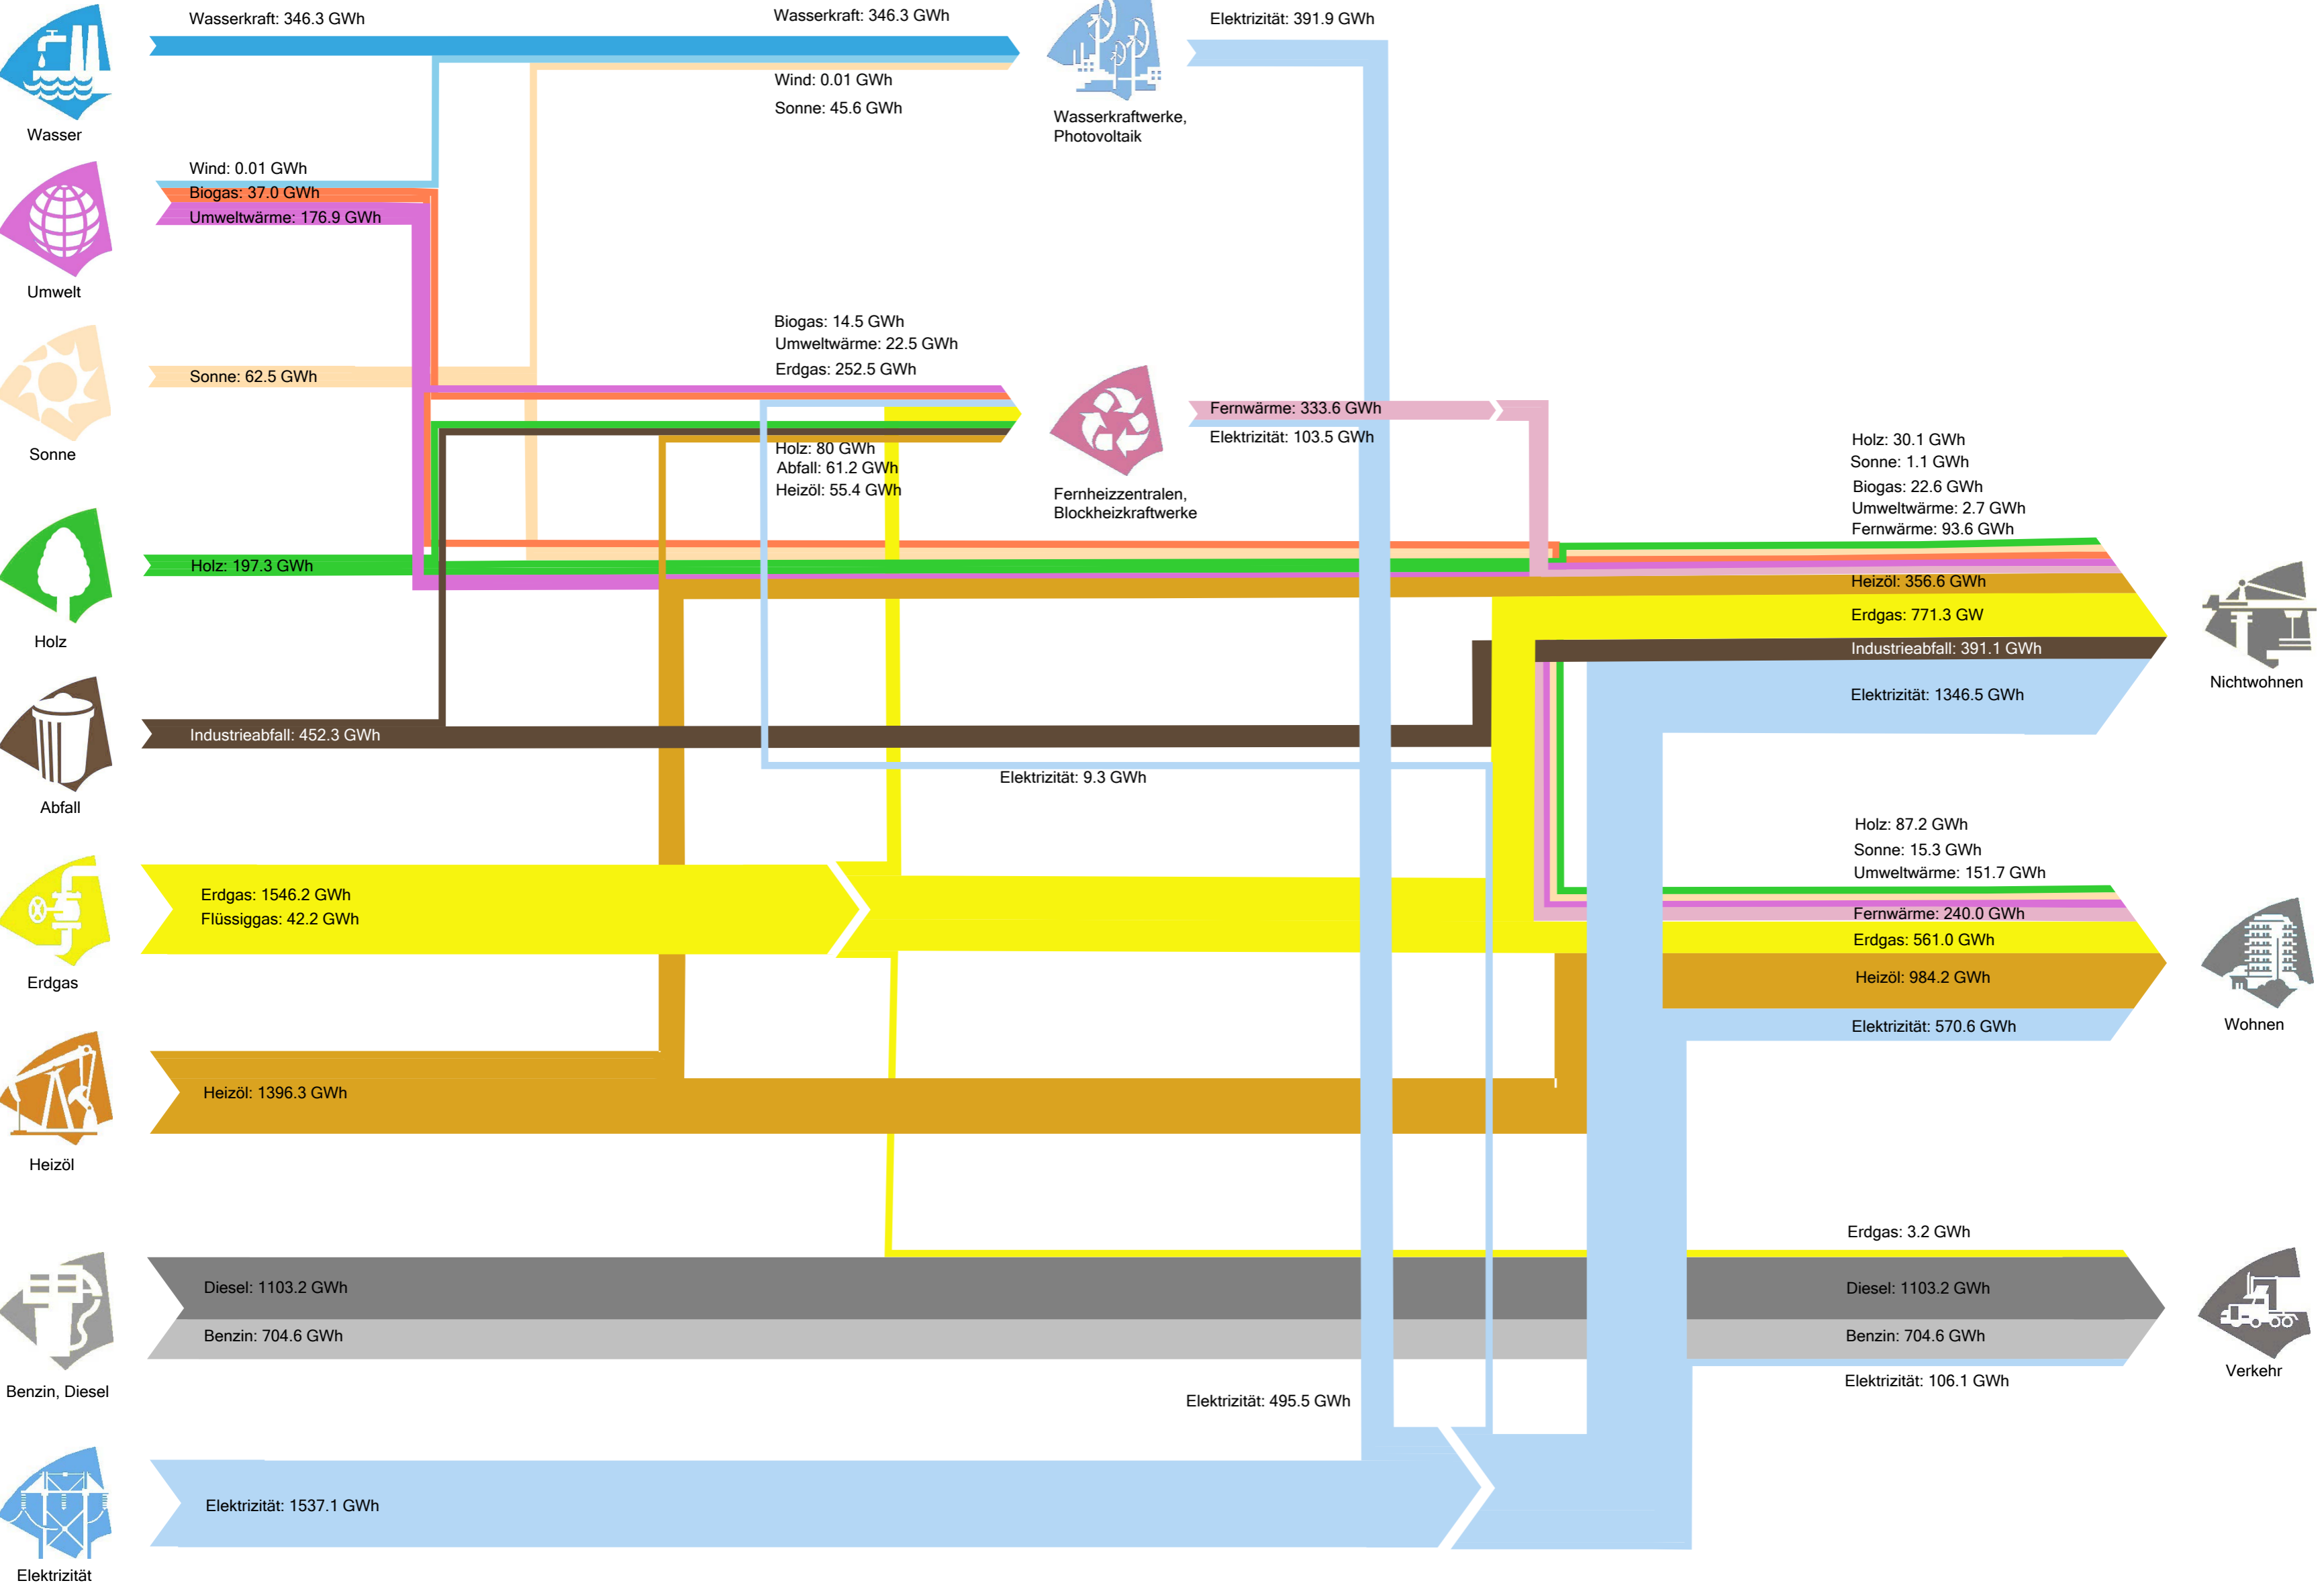 Wasserkraft: 346.3 GWh
Wasserkraft: 346.3 GWh
Elektrizität: 391.9 GWh
Wind: 0.01 GWh
Sonne: 45.6 GWh
Wasserkraftwerke,
Photovoltaik
Wasser
Wind: 0.01 GWh
Biogas: 37.0 GWh
Umweltwärme: 176.9 GWh
Umwelt
Biogas: 14.5 GWh
Umweltwärme: 22.5 GWh
Erdgas: 252.5 GWh
Sonne: 62.5 GWh
Sonne
Holz: 80 GWh
Abfall: 61.2 GWh
Heizöl: 55.4 GWh
Fernwärme: 333.6 GWh
Elektrizität: 103.5 GWh
Fernheizzentralen,
Blockheizkraftwerke
Holz: 30.1 GWh
Sonne: 1.1 GWh
Biogas: 22.6 GWh
Umweltwärme: 2.7 GWh
Fernwärme: 93.6 GWh
Heizöl: 356.6 GWh
Erdgas: 771.3 GW
Industrieabfall: 391.1 GWh
Elektrizität: 1346.5 GWh
Nichtwohnen
Holz: 197.3 GWh
Holz
Industrieabfall: 452.3 GWh
Abfall
Elektrizität: 9.3 GWh
Holz: 87.2 GWh
Sonne: 15.3 GWh
Umweltwärme: 151.7 GWh
Fernwärme: 240.0 GWh
Erdgas: 561.0 GWh
Heizöl: 984.2 GWh
Elektrizität: 570.6 GWh
Wohnen
Erdgas: 1546.2 GWh
Flüssiggas: 42.2 GWh
Erdgas
Heizöl: 1396.3 GWh
Heizöl
Erdgas: 3.2 GWh
Diesel: 1103.2 GWh
Diesel: 1103.2 GWh
Benzin: 704.6 GWh
Benzin: 704.6 GWh
Verkehr
Benzin, Diesel
Elektrizität: 106.1 GWh
Elektrizität: 495.5 GWh
Elektrizität: 1537.1 GWh
Elektrizität